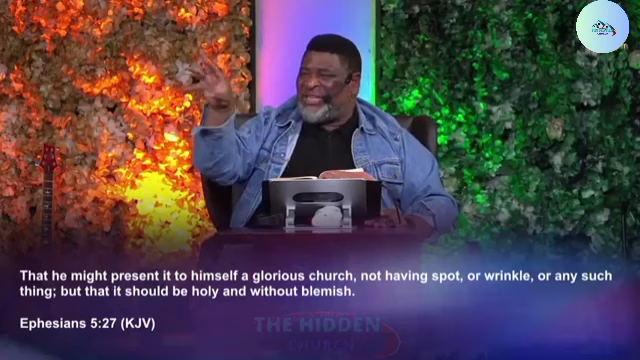 That he might present it to himself a glorious church, not having spot, or wrinkle, or any such
thing; but that it should be holy and without blemish.
Ephesians 5:27 (KJV)
THE HIDDEN
CHURCH